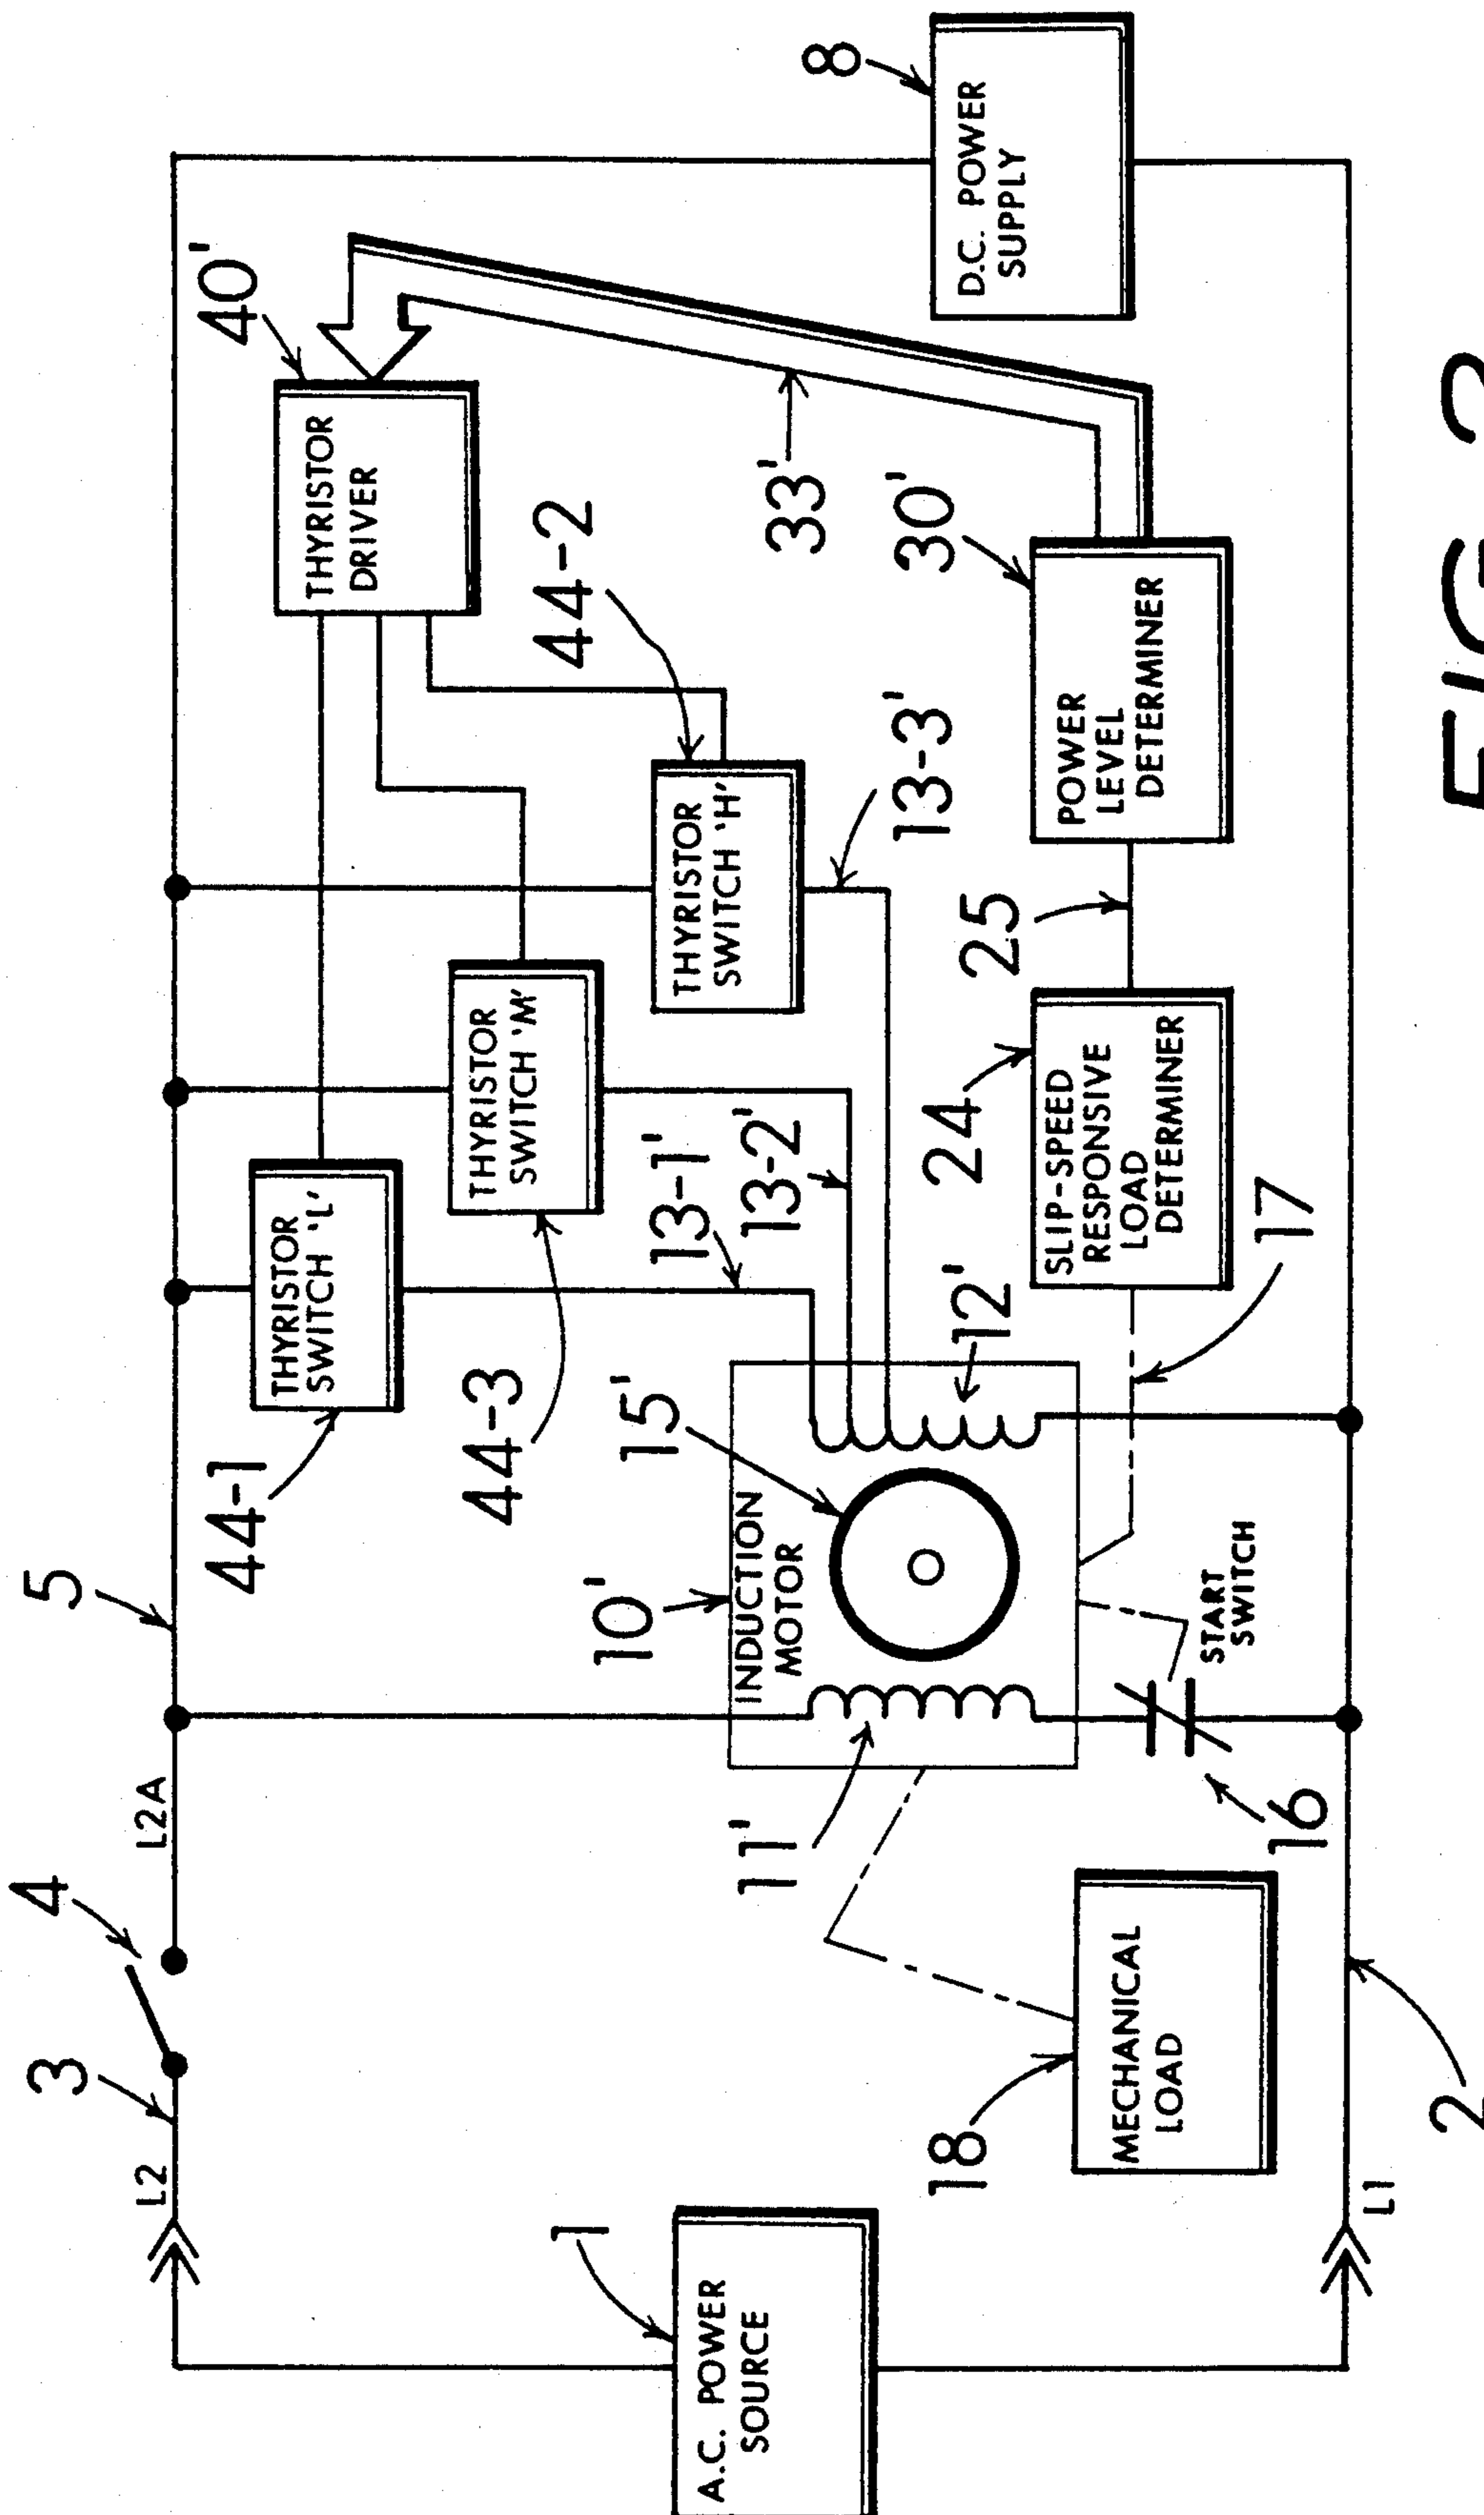 5
4
L2A
3
L2
40'
THYRISTOR
DRIVER
8
D.C. POWER
SUPPLY
44-1
THYRISTOR
SWITCH 'L'
44-3
THYRISTOR
SWITCH 'M'
44-2
THYRISTOR
SWITCH 'H'
33'
13-1'
13-2'
13-3'
1
A.C. POWER
SOURCE
10'
INDUCTION
MOTOR
15'
12'
11'
24
SLIP-SPEED
RESPONSIVE
LOAD
DETERMINER
25
30'
POWER
LEVEL
DETERMINER
18
MECHANICAL
LOAD
16
START
SWITCH
17
L1
2